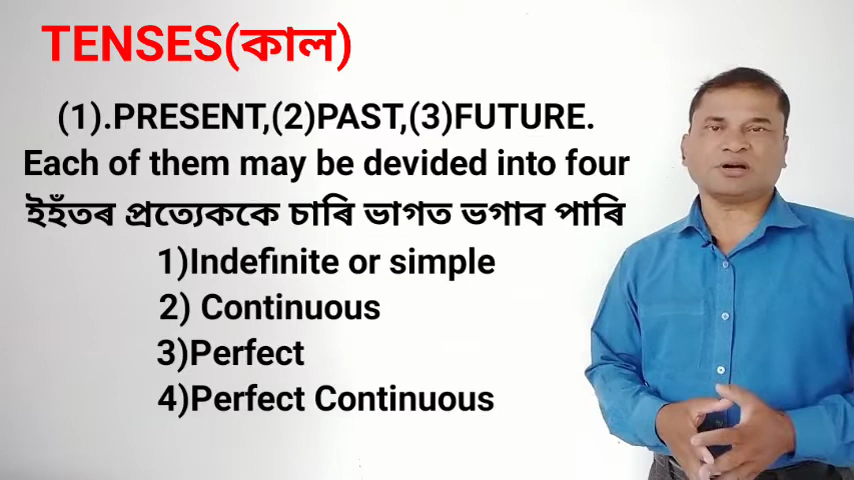 TENSES(কাল)
(1).PRESENT,(2)PAST,(3)FUTURE.
Each of them may be devided into four
ইহঁতৰ প্ৰত্যেককে চাৰি ভাগত ভগাব পাৰি
1)Indefinite or simple
2) Continuous
3)Perfect
4)Perfect Continuous